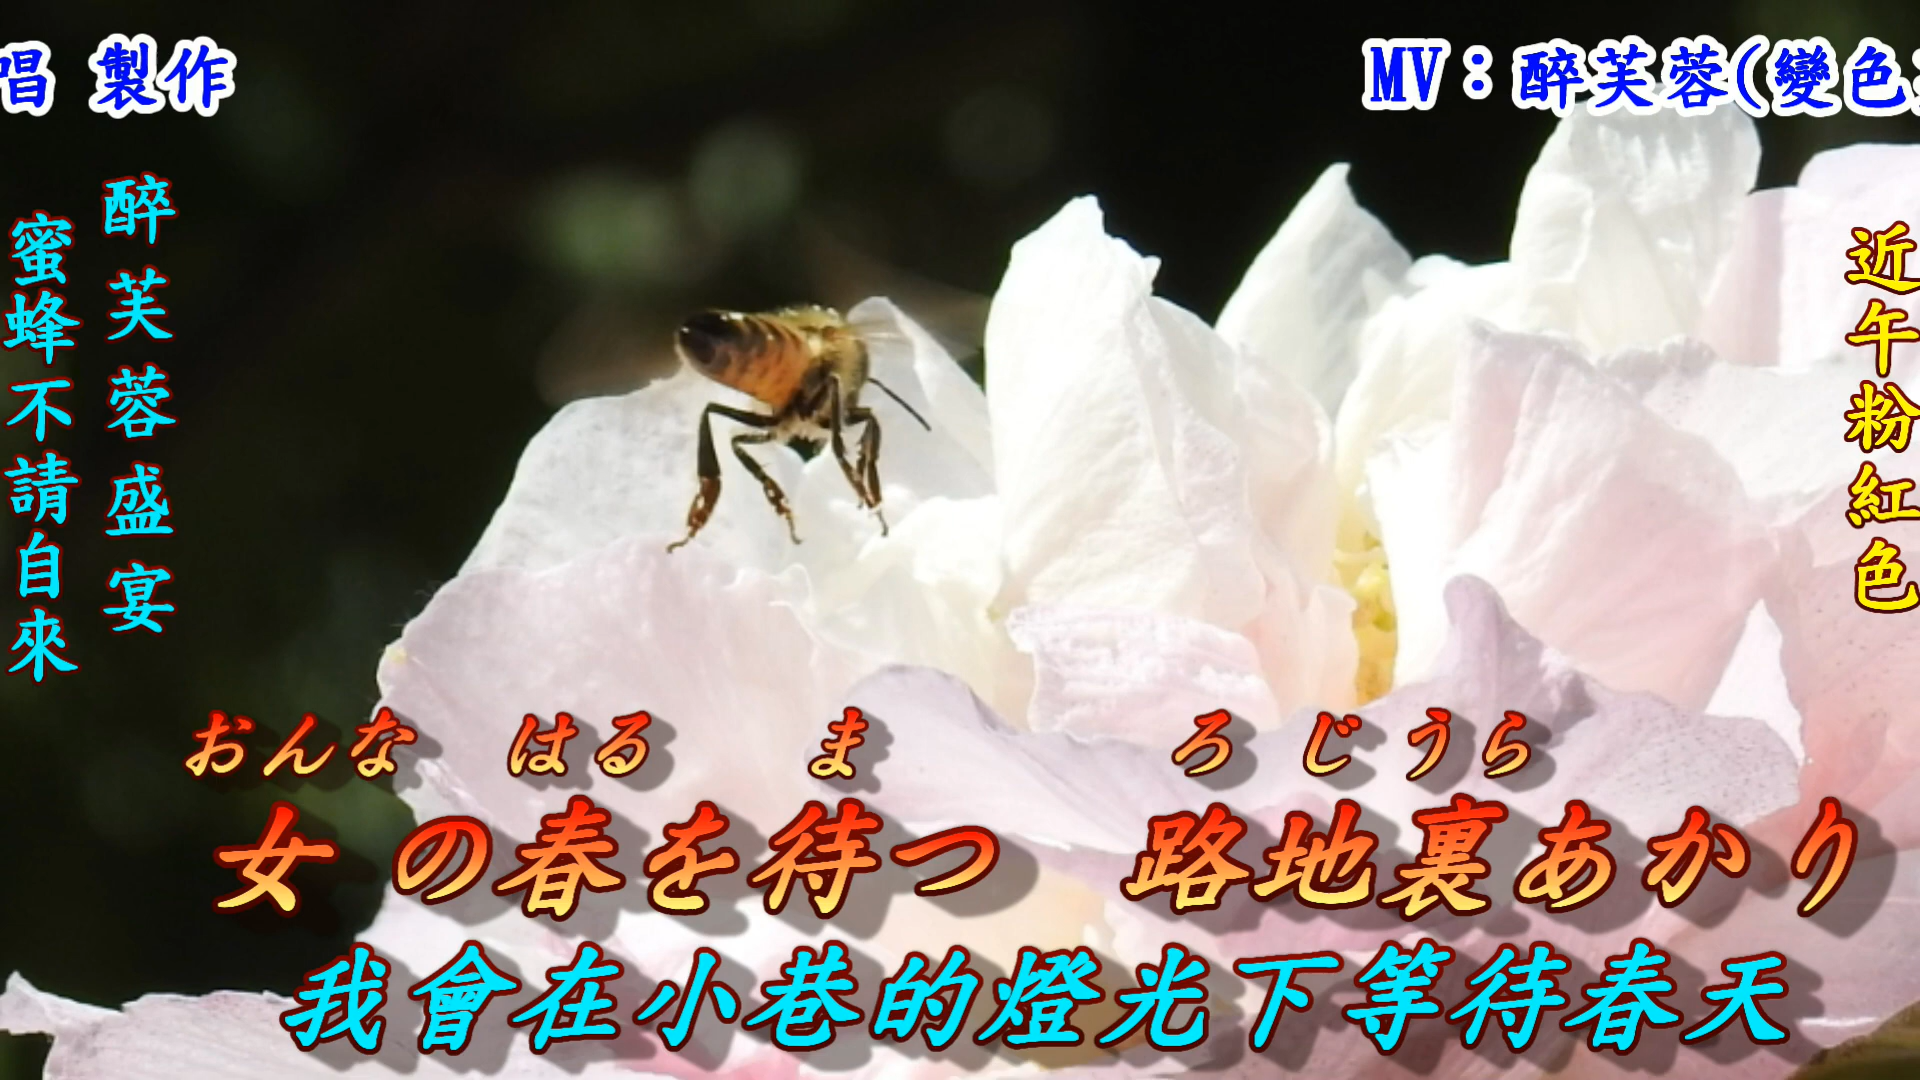 唱 製作
MV：醉芙蓉(變色
醉芙蓉盛宴
蜜蜂不請自來
近午粉紅色
おんな はる ま ろ じ うら
女の春を待つ 路地裏あかり
我會在小巷的燈光下等待春天